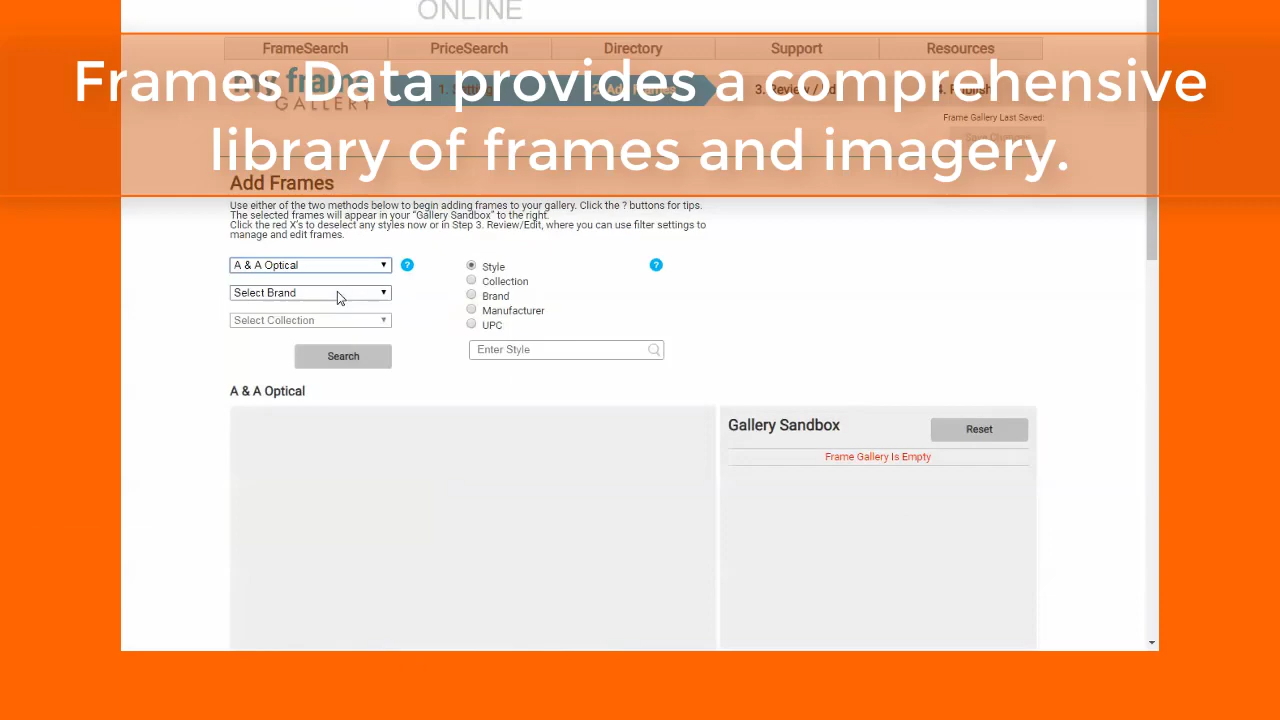 ONLINE
FrameSearch PriceSearch Directory Support Resources
Frames Data provides a comprehensive
library of frames and imagery.
GALLERY
Frame Gallery Last Saved:
Save Changes
Add Frames
Use either of the two methods below to begin adding frames to your gallery. Click the ? buttons for tips.
The selected frames will appear in your "Gallery Sandbox" to the right.
Click the red X's to deselect any styles now or in Step 3. Review/Edit, where you can use filter settings to
manage and edit frames.
A & A Optical
?
Select Brand
Select Collection
Search
Style
?
Collection
Brand
Manufacturer
UPC
Enter Style
A & A Optical
Gallery Sandbox
Reset
Frame Gallery Is Empty